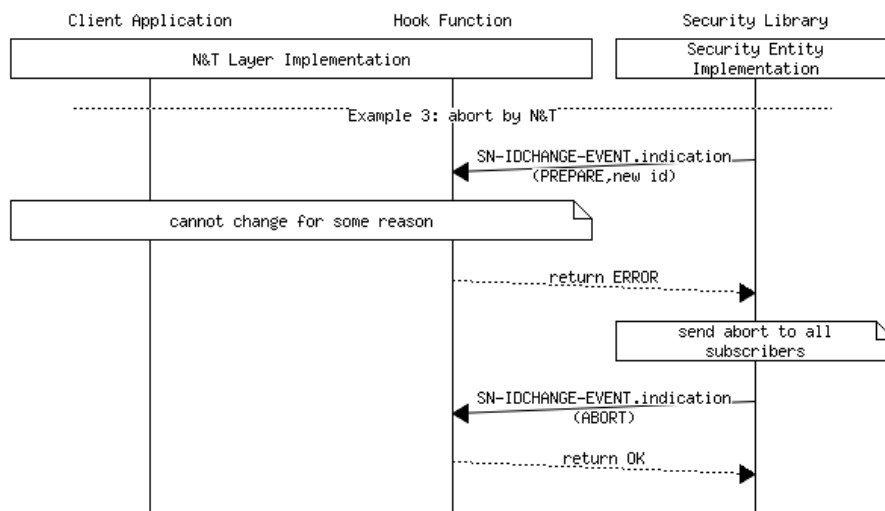 Client Application
Hook Function
Security Library
N&T Layer Implementation
Security Entity
Implementation
Example 3: abort by N&T
SN-IDCHANGE-EVENT.indication
(PREPARE,new id)
cannot change for some reason
return ERROR
send abort to all
subscribers
SN-IDCHANGE-EVENT.indication
(ABORT)
return OK